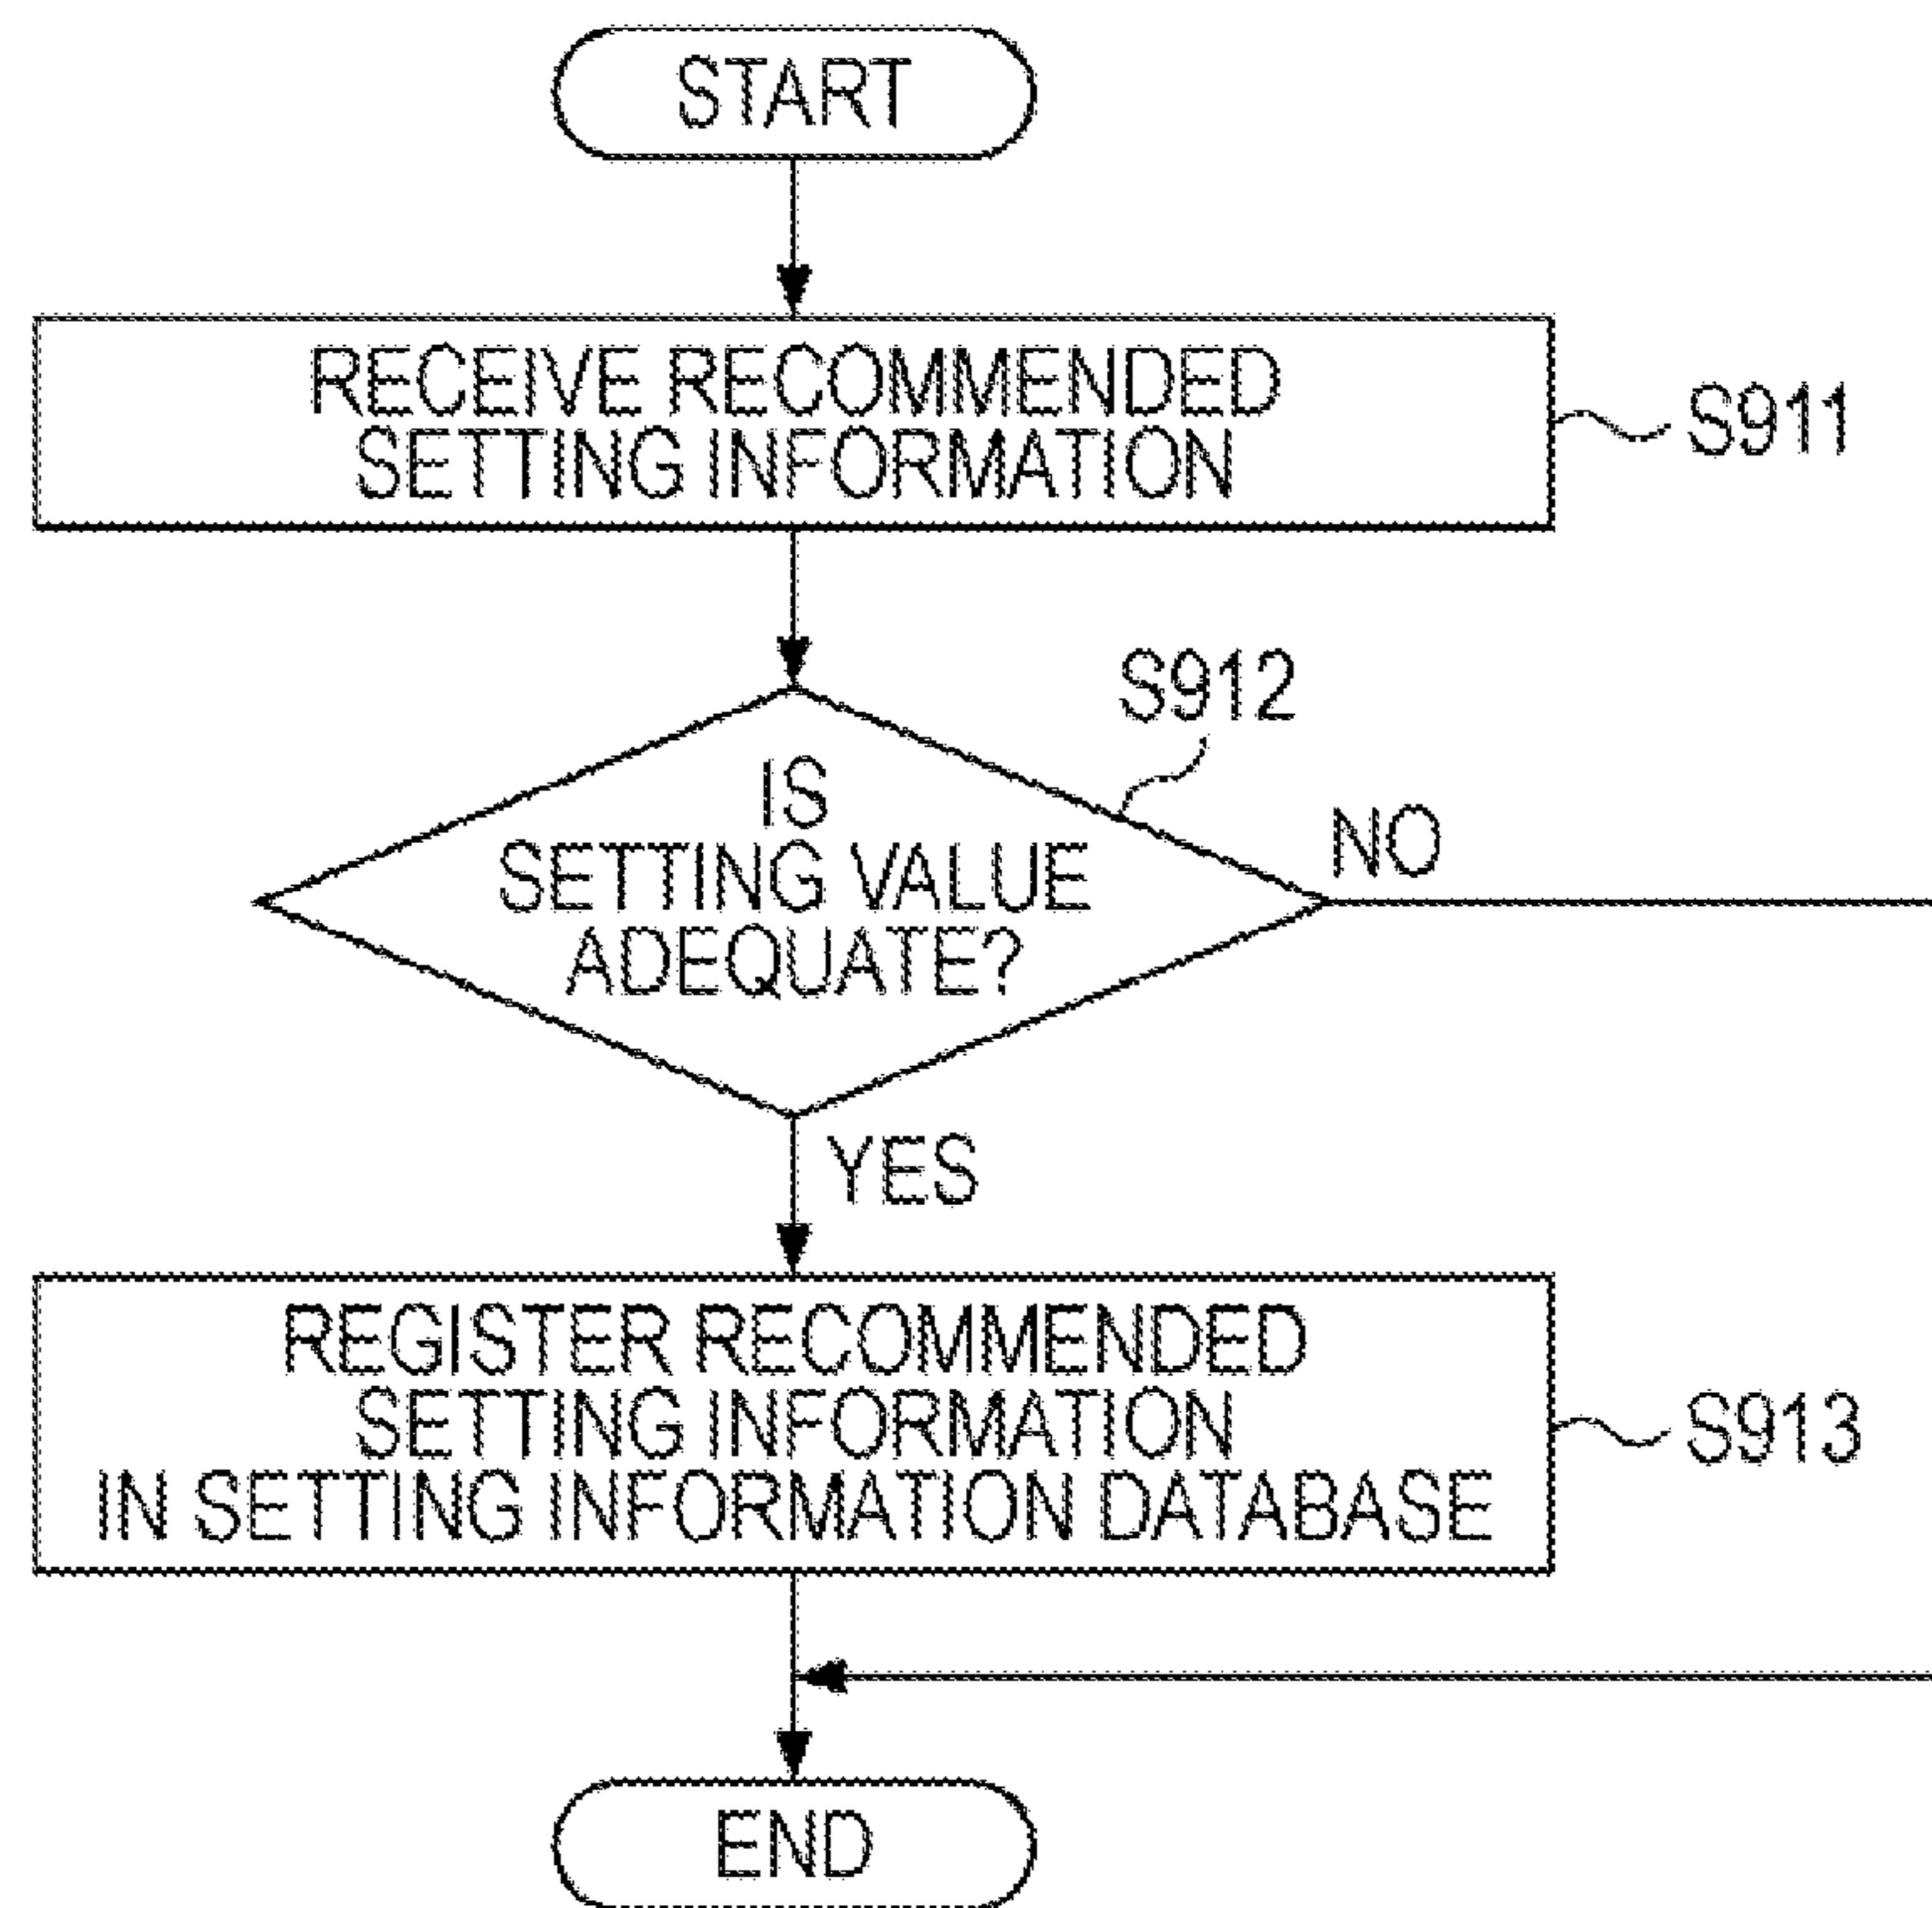 START
RECEIVE RECOMMENDED
SETTING INFORMATION
S911
S912
IS
SETTING VALUE
ADEQUATE?
NO
YES
REGISTER RECOMMENDED
SETTING INFORMATION
IN SETTING INFORMATION DATABASE
S913
END